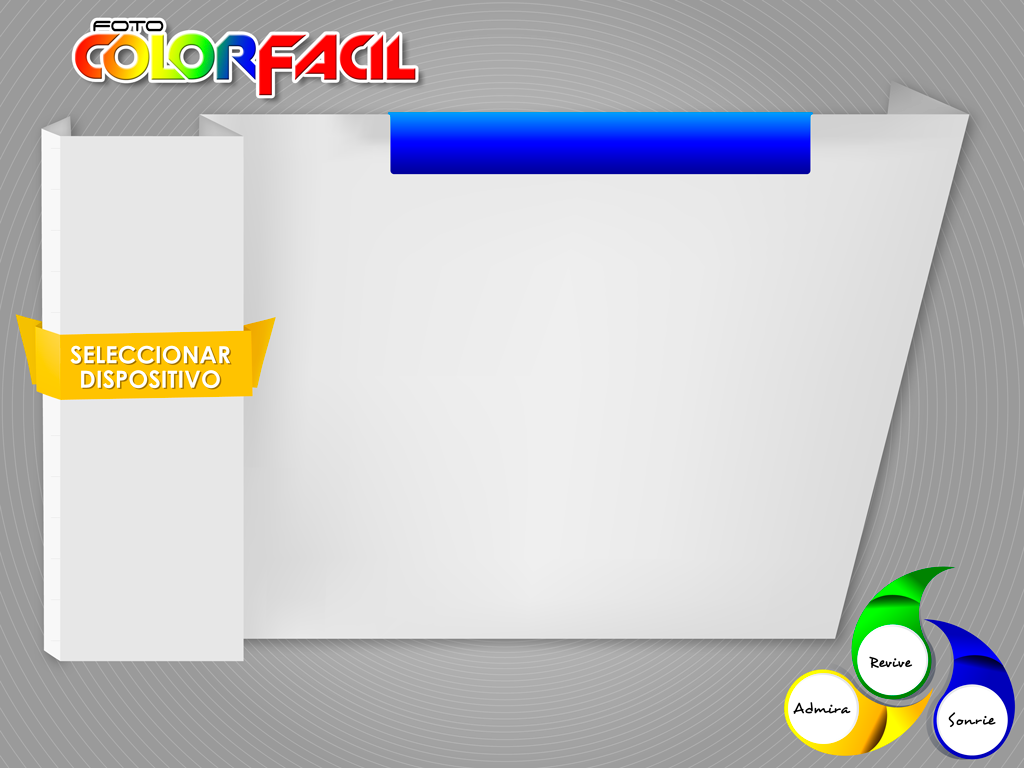 FOTO
COLORFACIL
SELECCIONAR
DISPOSITIVO
Revive
Admira
Sonrie